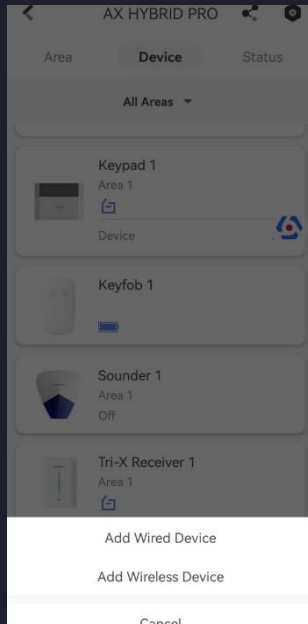 AX HYBRID PRO
Area Device Status
All Areas
Keypad 1
Area 1
Device
Keyfob 1
Sounder 1
Area 1
Off
Tri-X Receiver 1
Area 1
Add Wired Device
Add Wireless Device
Cancel